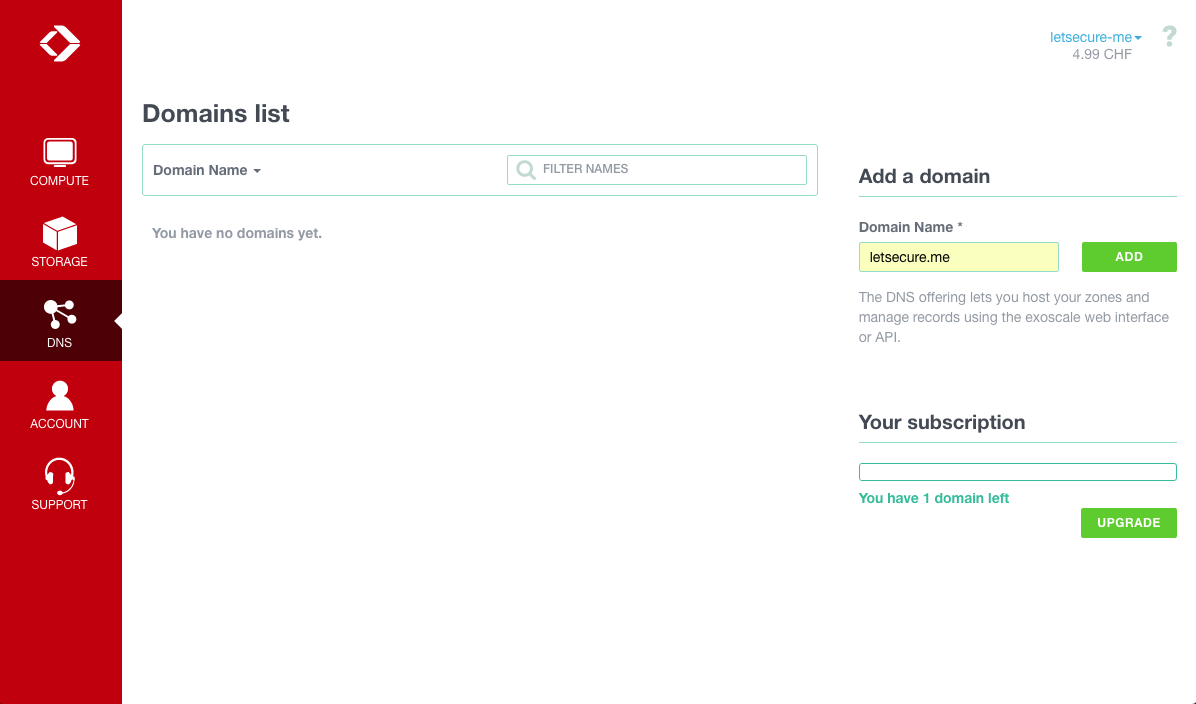 letsecure-me
4.99 CHF
?
COMPUTE
STORAGE
DNS
ACCOUNT
SUPPORT
Domains list
Domain Name
FILTER NAMES
You have no domains yet.
Add a domain
Domain Name *
letsecure.me
ADD
The DNS offering lets you host your zones and
manage records using the exoscale web interface
or API.
Your subscription
You have 1 domain left
UPGRADE